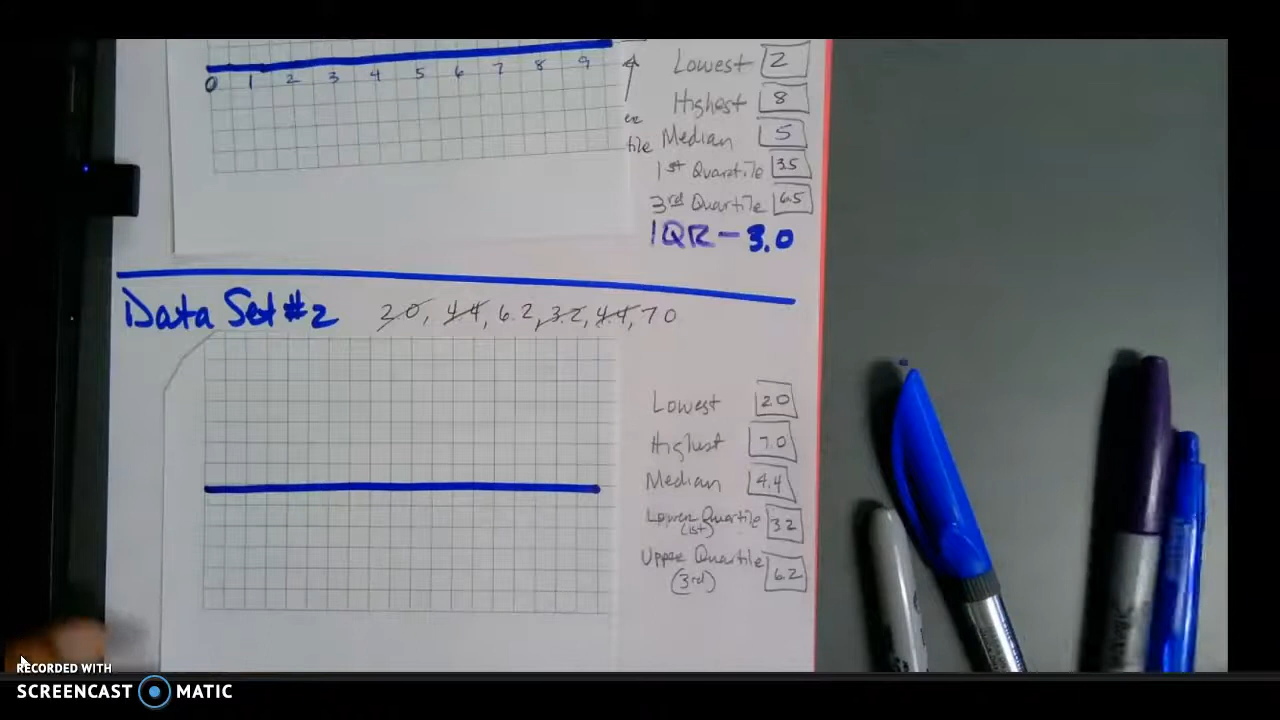 0 1 2 3 4 5 6 7 8 9
Lowest 2
Highest 8
Median 5
1st Quartile 3.5
3rd Quartile 6.5
IQR - 3.0
Data Set #2 2.0, 4.4, 6.2, 3.2, 4.4, 7.0
Lowest 2.0
Highest 7.0
Median 4.4
Lower Quartile 3.2
(1st)
Upper Quartile 6.2
(3rd)
RECORDED WITH
SCREENCAST MATIC